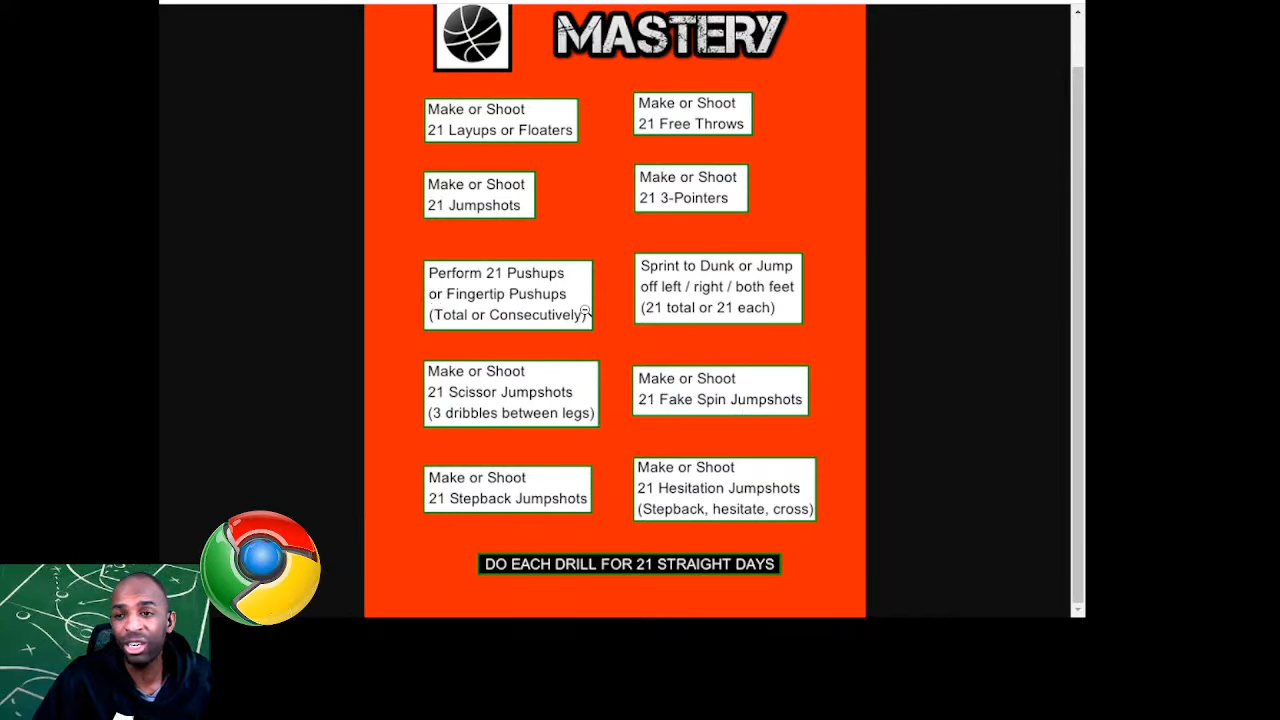 MASTERY
Make or Shoot
21 Layups or Floaters
Make or Shoot
21 Free Throws
Make or Shoot
21 Jumpshots
Make or Shoot
21 3-Pointers
Perform 21 Pushups
or Fingertip Pushups
(Total or Consecutively)
Sprint to Dunk or Jump
off left / right / both feet
(21 total or 21 each)
Make or Shoot
21 Scissor Jumpshots
(3 dribbles between legs)
Make or Shoot
21 Fake Spin Jumpshots
Make or Shoot
21 Stepback Jumpshots
Make or Shoot
21 Hesitation Jumpshots
(Stepback, hesitate, cross)
DO EACH DRILL FOR 21 STRAIGHT DAYS